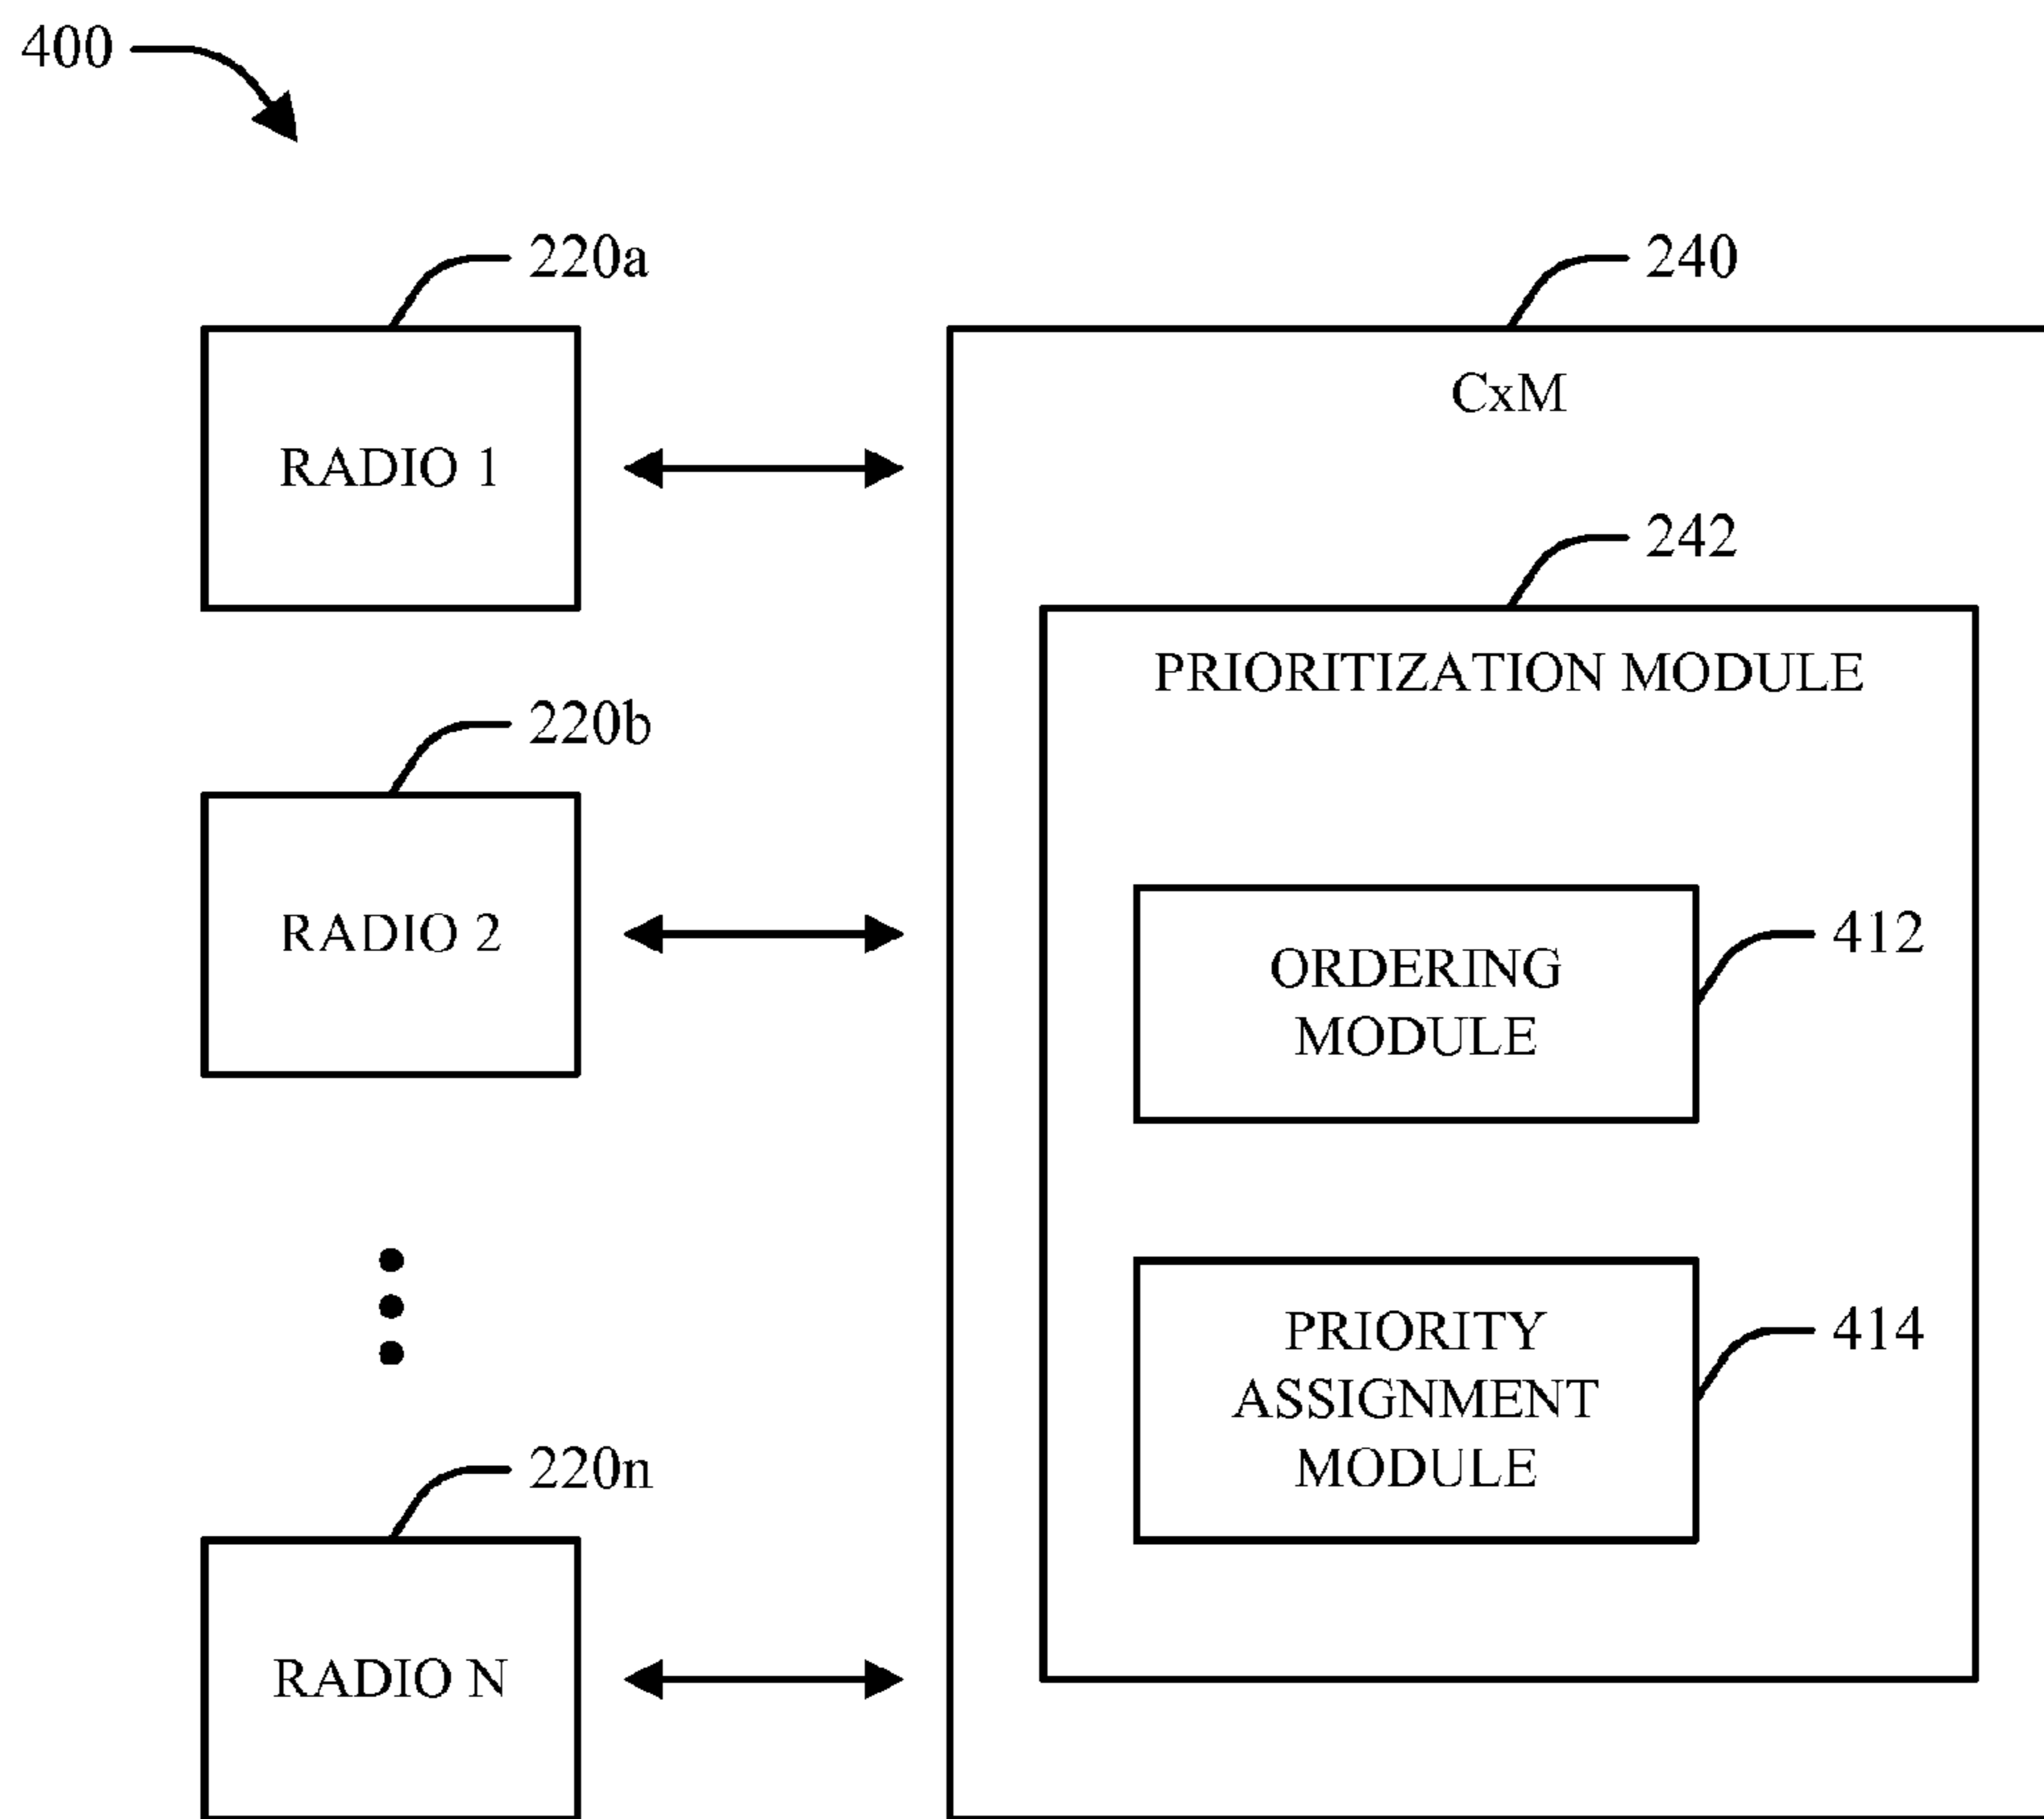 400
220a
240
RADIO 1
CxM
242
PRIORITIZATION MODULE
220b
RADIO 2
ORDERING
MODULE
412
PRIORITY
ASSIGNMENT
MODULE
414
220n
RADIO N